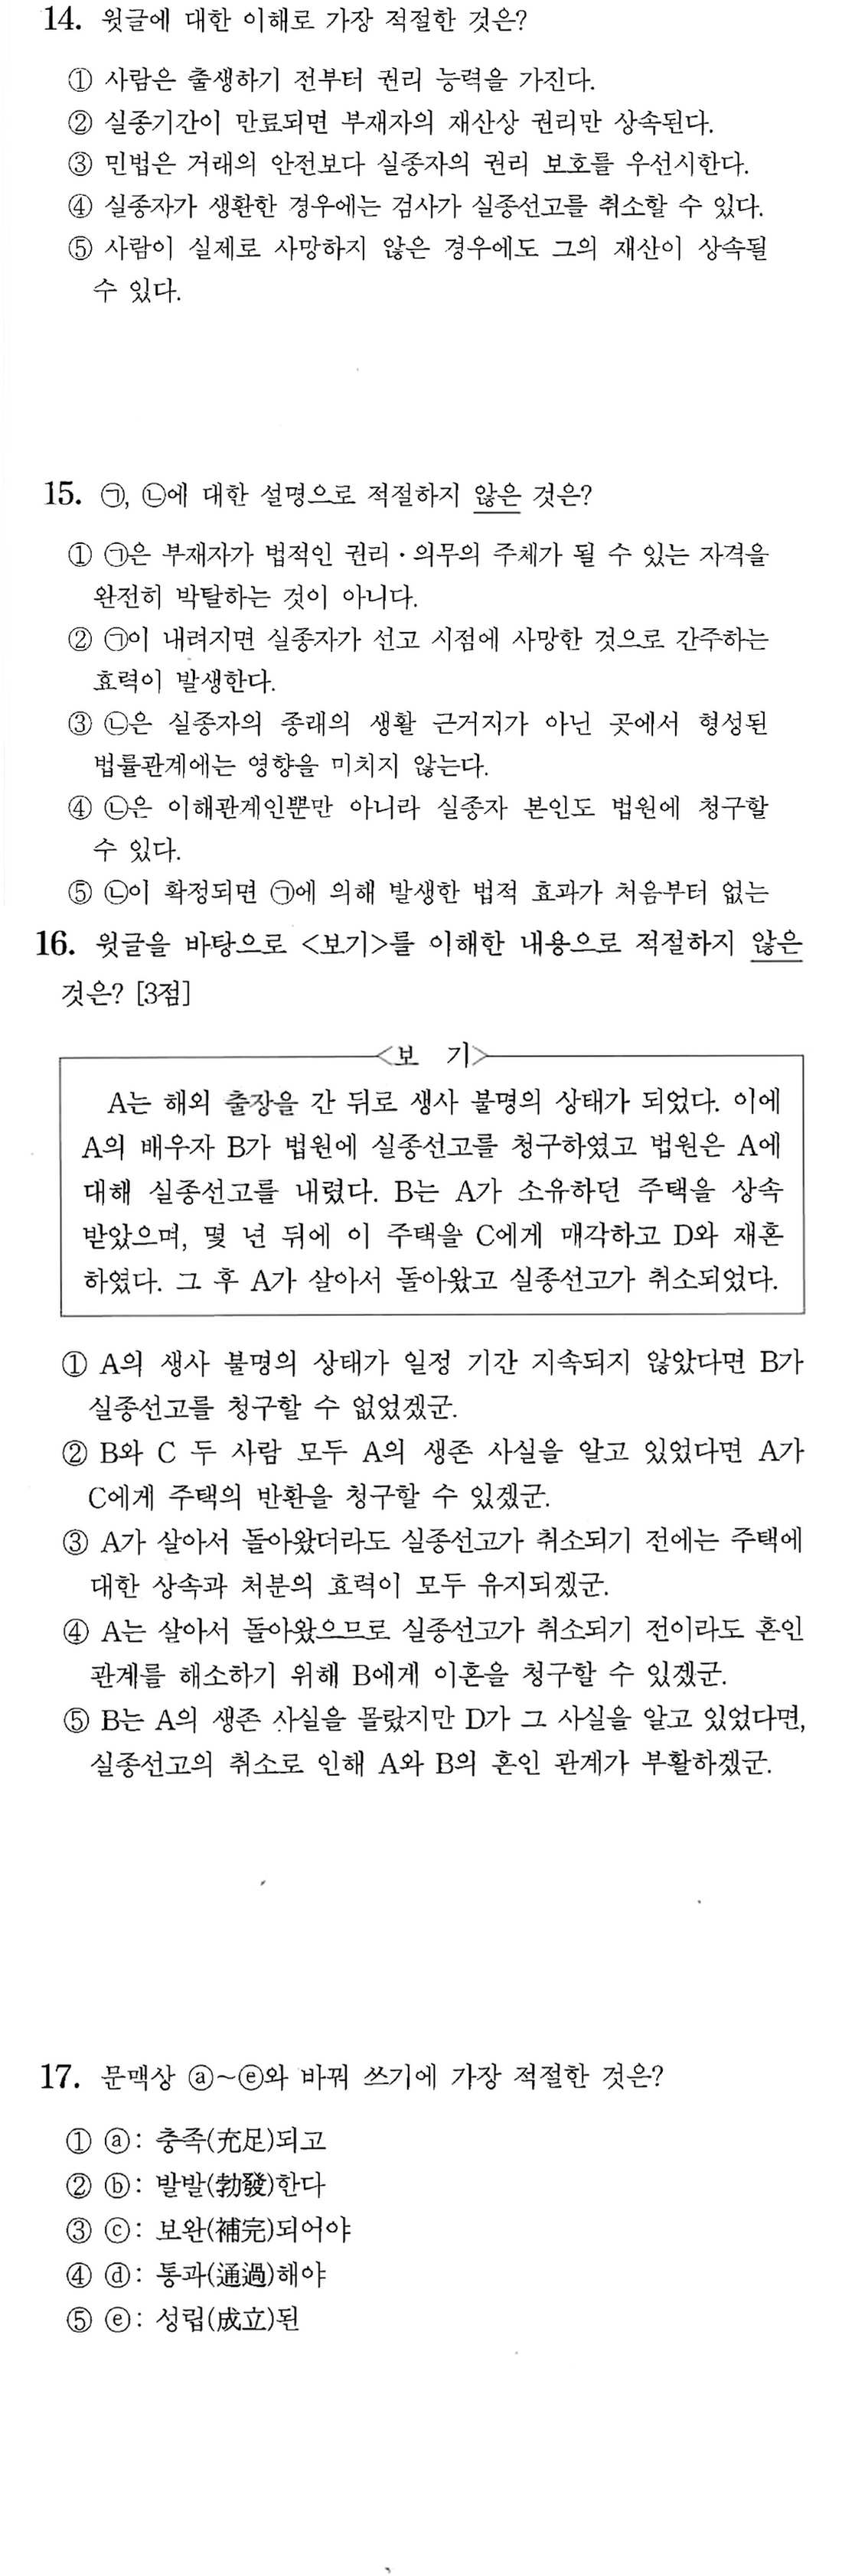 14. 윗글에 대한 이해로 가장 적절한 것은?
① 사람은 출생하기 전부터 권리 능력을 가진다.
② 실종기간이 만료되면 부재자의 재산상 권리만 상속된다.
③ 민법은 거래의 안전보다 실종자의 권리 보호를 우선시한다.
④ 실종자가 생환한 경우에는 검사가 실종선고를 취소할 수 있다.
⑤ 사람이 실제로 사망하지 않은 경우에도 그의 재산이 상속될
수 있다.
15. ㉠, ㉡에 대한 설명으로 적절하지 않은 것은?
① ㉠은 부재자가 법적인 권리·의무의 주체가 될 수 있는 자격을
완전히 박탈하는 것이 아니다.
② ㉠이 내려지면 실종자가 선고 시점에 사망한 것으로 간주하는
효력이 발생한다.
③ ㉡은 실종자의 종래의 생활 근거지가 아닌 곳에서 형성된
법률관계에는 영향을 미치지 않는다.
④ ㉡은 이해관계인뿐만 아니라 실종자 본인도 법원에 청구할
수 있다.
⑤ ㉡이 확정되면 ㉠에 의해 발생한 법적 효과가 처음부터 없는
16. 윗글을 바탕으로 <보기>를 이해한 내용으로 적절하지 않은
것은? [3점]
<보 기>
A는 해외 출장을 간 뒤로 생사 불명의 상태가 되었다. 이에
A의 배우자 B가 법원에 실종선고를 청구하였고 법원은 A에
대해 실종선고를 내렸다. B는 A가 소유하던 주택을 상속
받았으며, 몇 년 뒤에 이 주택을 C에게 매각하고 D와 재혼
하였다. 그 후 A가 살아서 돌아왔고 실종선고가 취소되었다.
① A의 생사 불명의 상태가 일정 기간 지속되지 않았다면 B가
실종선고를 청구할 수 없었겠군.
② B와 C 두 사람 모두 A의 생존 사실을 알고 있었다면 A가
C에게 주택의 반환을 청구할 수 있겠군.
③ A가 살아서 돌아왔더라도 실종선고가 취소되기 전에는 주택에
대한 상속과 처분의 효력이 모두 유지되겠군.
④ A는 살아서 돌아왔으므로 실종선고가 취소되기 전이라도 혼인
관계를 해소하기 위해 B에게 이혼을 청구할 수 있겠군.
⑤ B는 A의 생존 사실을 몰랐지만 D가 그 사실을 알고 있었다면,
실종선고의 취소로 인해 A와 B의 혼인 관계가 부활하겠군.
17. 문맥상 ⓐ~ⓔ와 바꿔 쓰기에 가장 적절한 것은?
① ⓐ: 충족(充足)되고
② ⓑ: 발발(勃發)한다
③ ⓒ: 보완(補完)되어야
④ ⓓ: 통과(通過)해야
⑤ ⓔ: 성립(成立)된